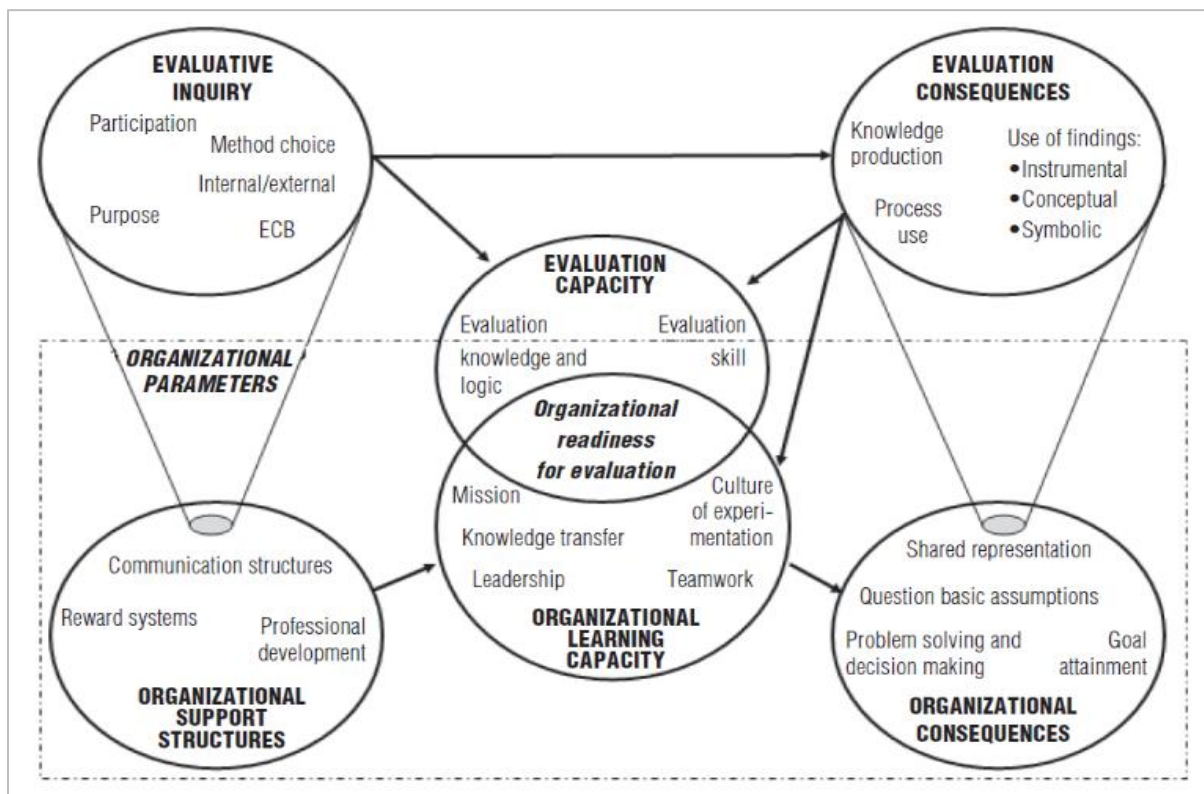 EVALUATIVE
INQUIRY
Participation
Method choice
Internal/external
Purpose
ECB
EVALUATION
CONSEQUENCES
Knowledge
production
Process
use
Use of findings:
•Instrumental
•Conceptual
•Symbolic
EVALUATION
CAPACITY
Evaluation
knowledge and
logic
Evaluation
skill
ORGANIZATIONAL
PARAMETERS
Organizational
readiness
for evaluation
Mission
Knowledge transfer
Leadership
Culture
of experi-
mentation
Teamwork
ORGANIZATIONAL
LEARNING
CAPACITY
Communication structures
Reward systems
Professional
development
ORGANIZATIONAL
SUPPORT
STRUCTURES
Shared representation
Question basic assumptions
Problem solving and
decision making
Goal
attainment
ORGANIZATIONAL
CONSEQUENCES